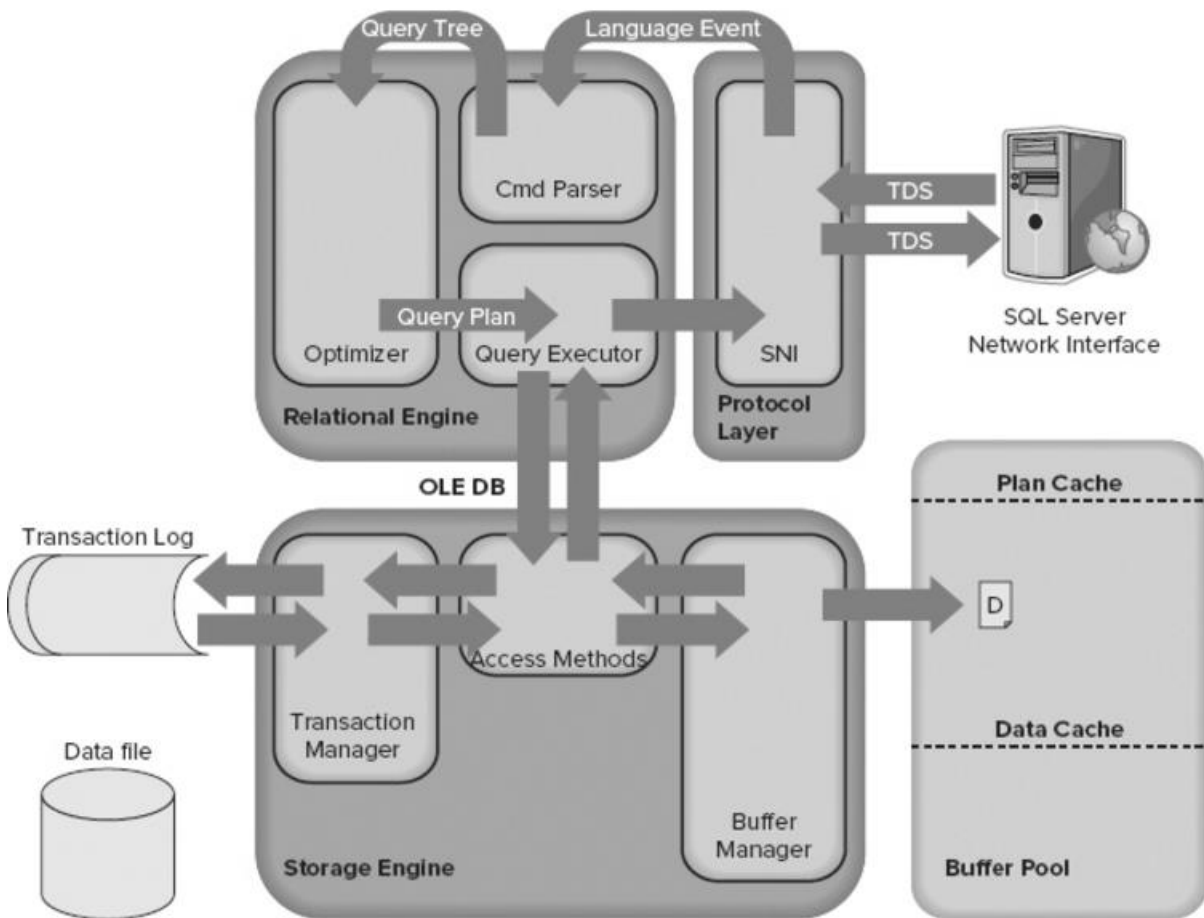 Query Tree
Language Event
Cmd Parser
TDS
TDS
Query Plan
Optimizer
Query Executor
SNI
SQL Server
Network Interface
Relational Engine
Protocol
Layer
OLE DB
Plan Cache
Transaction Log
D
Access Methods
Transaction
Manager
Data Cache
Data file
Buffer
Manager
Storage Engine
Buffer Pool